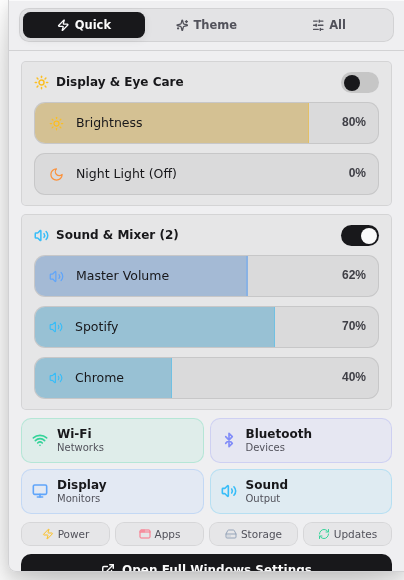 Quick Theme All
Display & Eye Care
Brightness 80%
Night Light (Off) 0%
Sound & Mixer (2)
Master Volume 62%
Spotify 70%
Chrome 40%
Wi-Fi
Networks
Bluetooth
Devices
Display
Monitors
Sound
Output
Power Apps Storage Updates
Open Full Windows Settings